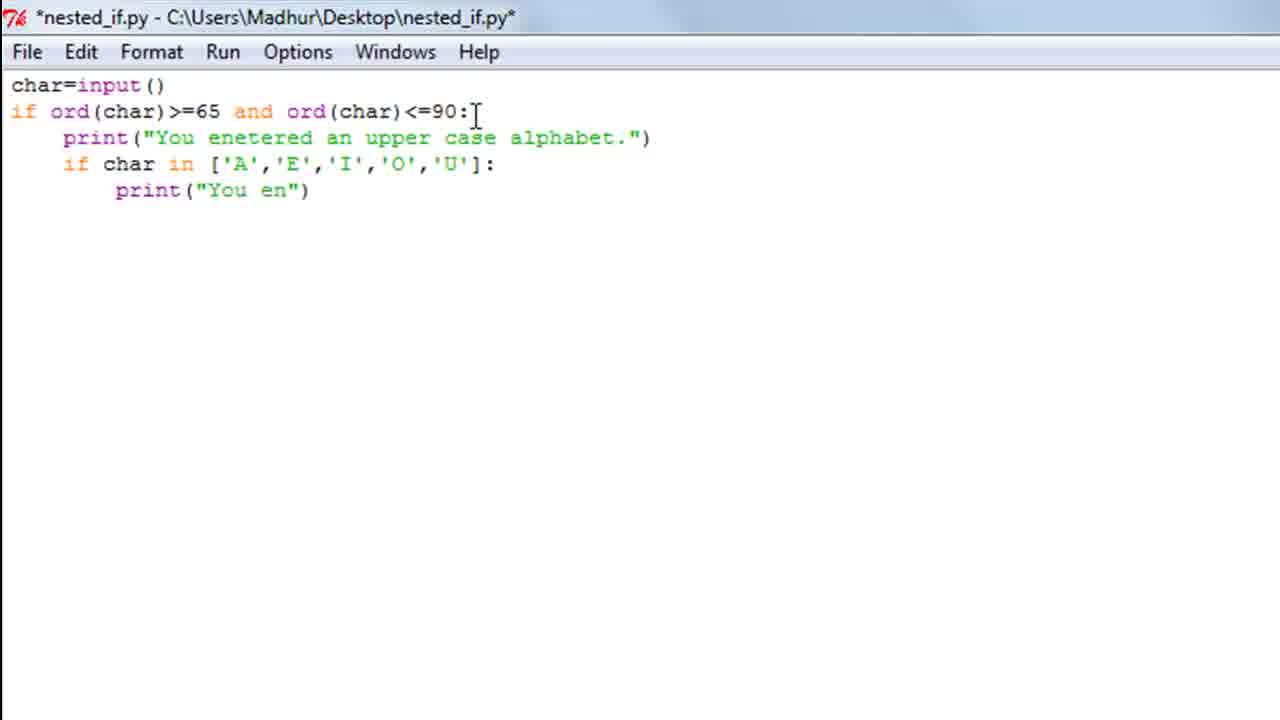 *nested_if.py - C:\Users\Madhur\Desktop\nested_if.py*
File Edit Format Run Options Windows Help
char=input()
if ord(char)>=65 and ord(char)<=90:
    print("You enetered an upper case alphabet.")
    if char in ['A','E','I','O','U']:
        print("You en")